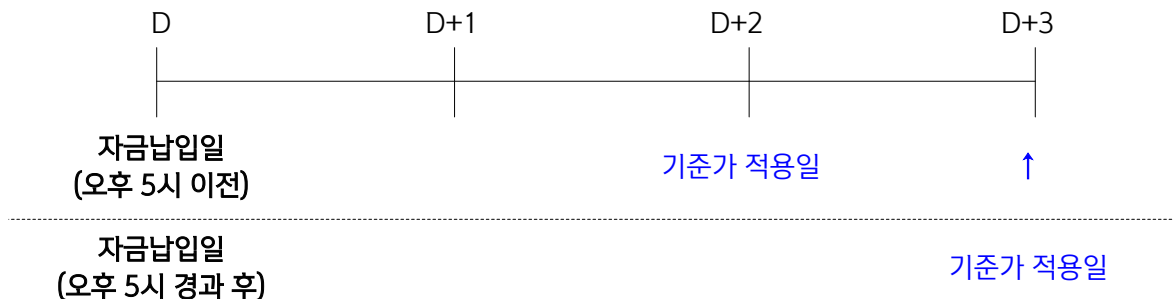 D D+1 D+2 D+3
자금납입일
(오후 5시 이전)
기준가 적용일 ↑
자금납입일
(오후 5시 경과 후)
기준가 적용일